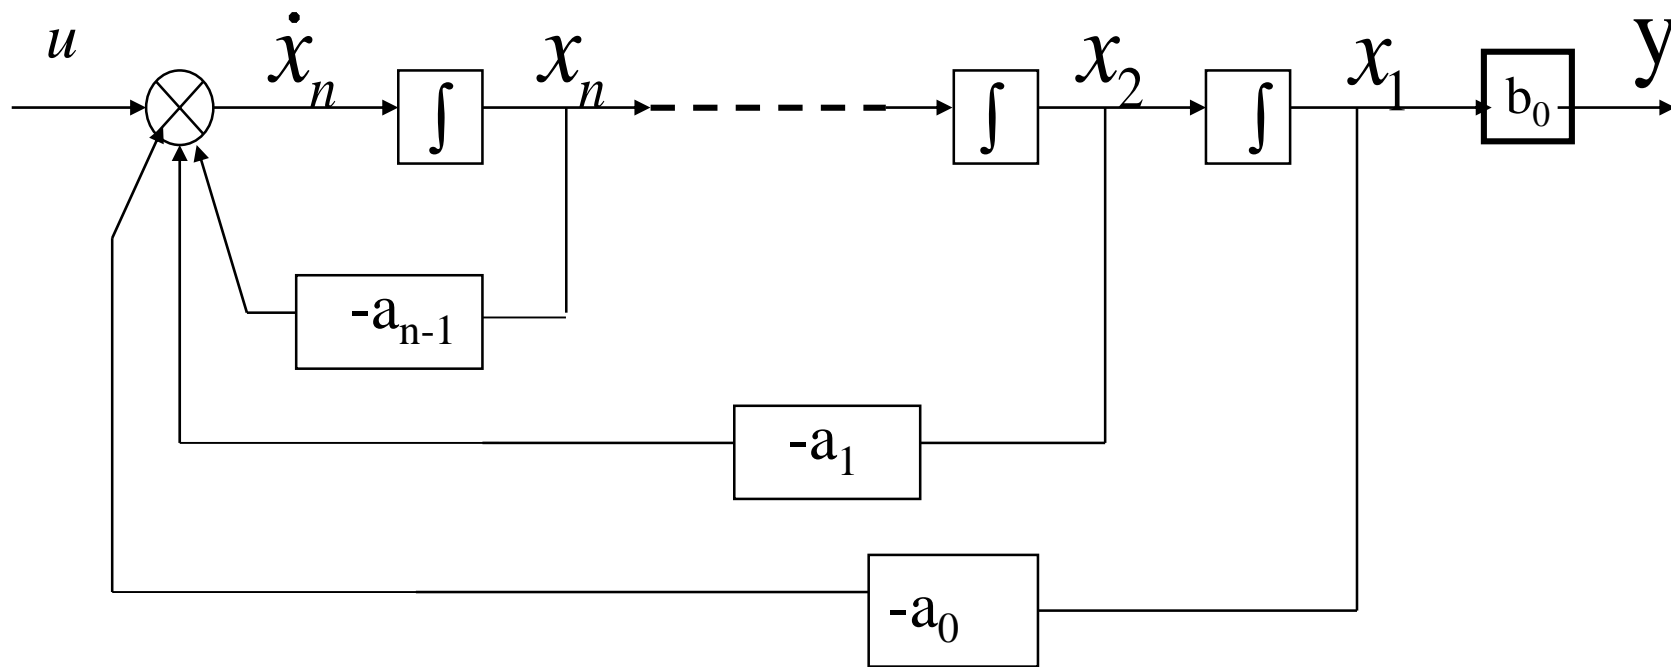 u ẋₙ ∫ xₙ ∫ x₂ ∫ x₁ b₀ y
-aₙ₋₁
-a₁
-a₀